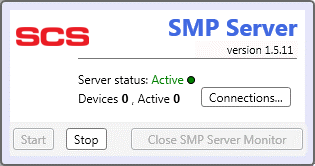 SCS
SMP Server
version 1.5.11
Server status: Active
Devices 0 , Active 0
Connections...
Start Stop Close SMP Server Monitor